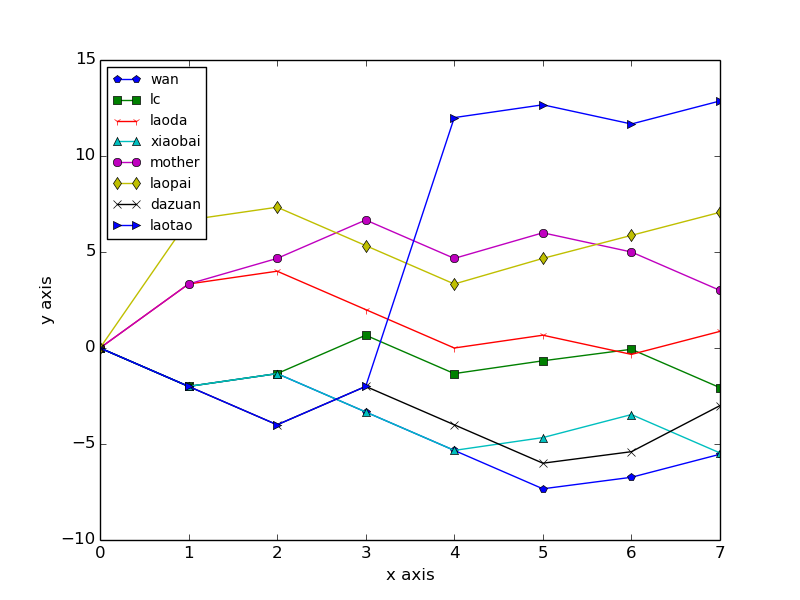 15
10
5
0
−5
−10
y axis
wan
lc
laoda
xiaobai
mother
laopai
dazuan
laotao
0 1 2 3 4 5 6 7
x axis